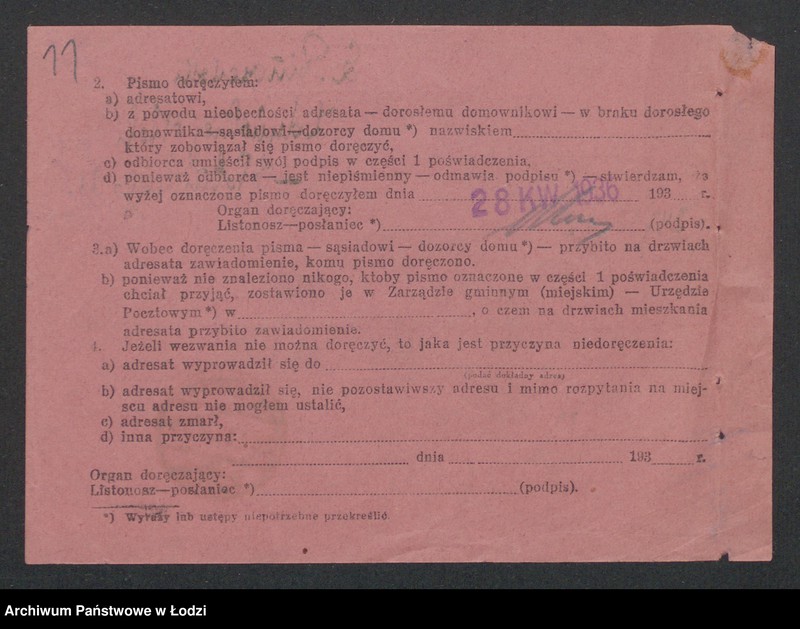 11
2. Pismo doręczyłem:
a) adresatowi,
b) z powodu nieobecności adresata — dorosłemu domownikowi — w braku dorosłego
domownika—sąsiadowi—dozorcy domu *) nazwiskiem
który zobowiązał się pismo doręczyć,
c) odbiorca umieścił swój podpis w części 1 poświadczenia,
d) ponieważ odbiorca — jest niepiśmienny — odmawia podpisu *) — stwierdzam, że
wyżej oznaczone pismo doręczyłem dnia 28 KW. 1936 193 r.
Organ doręczający:
Listonosz—posłaniec *) (podpis).
3.a) Wobec doręczenia pisma — sąsiadowi — dozorcy domu *) — przybito na drzwiach
adresata zawiadomienie, komu pismo doręczono.
b) ponieważ nie znaleziono nikogo, ktoby pismo oznaczone w części 1 poświadczenia
chciał przyjąć, zostawiono je w Zarządzie gminnym (miejskim) — Urzędzie
Pocztowym *) w , o czem na drzwiach mieszkania
adresata przybito zawiadomienie.
4. Jeżeli wezwania nie można doręczyć, to jaka jest przyczyna niedoręczenia:
a) adresat wyprowadził się do
(podać dokładny adres)
b) adresat wyprowadził się, nie pozostawiwszy adresu i mimo rozpytania na miej-
scu adresu nie mogłem ustalić,
c) adresat zmarł,
d) inna przyczyna:
dnia 193 r.
Organ doręczający:
Listonosz—posłaniec *) (podpis).
*) Wyrazy lub ustępy niepotrzebne przekreślić.
Archiwum Państwowe w Łodzi